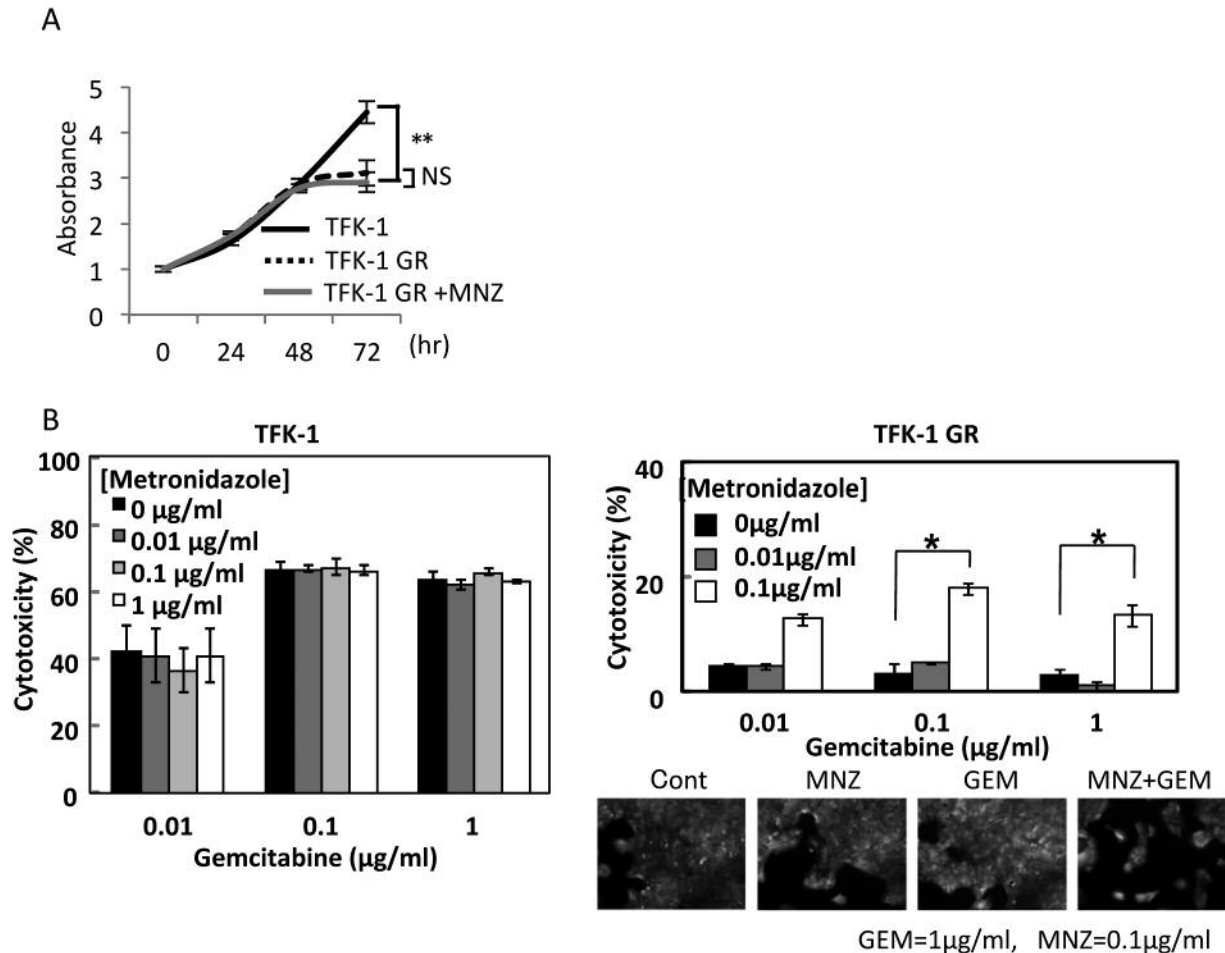 A
5
4
3
2
1
0
Absorbance
**
NS
TFK-1
TFK-1 GR
TFK-1 GR +MNZ
0 24 48 72 (hr)
B
TFK-1
100
80
60
40
20
0
Cytotoxicity (%)
[Metronidazole]
0 µg/ml
0.01 µg/ml
0.1 µg/ml
1 µg/ml
0.01 0.1 1
Gemcitabine (µg/ml)
TFK-1 GR
40
20
0
Cytotoxicity (%)
[Metronidazole]
0µg/ml
0.01µg/ml
0.1µg/ml
* *
0.01 0.1 1
Gemcitabine (µg/ml)
Cont MNZ GEM MNZ+GEM
GEM=1µg/ml, MNZ=0.1µg/ml